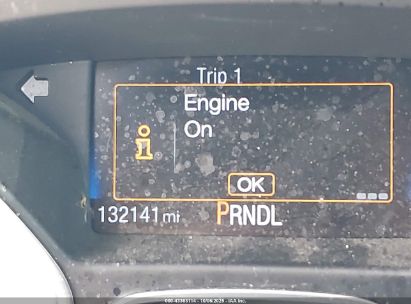 Trip 1
Engine
On
OK
132141 mi PRNDL